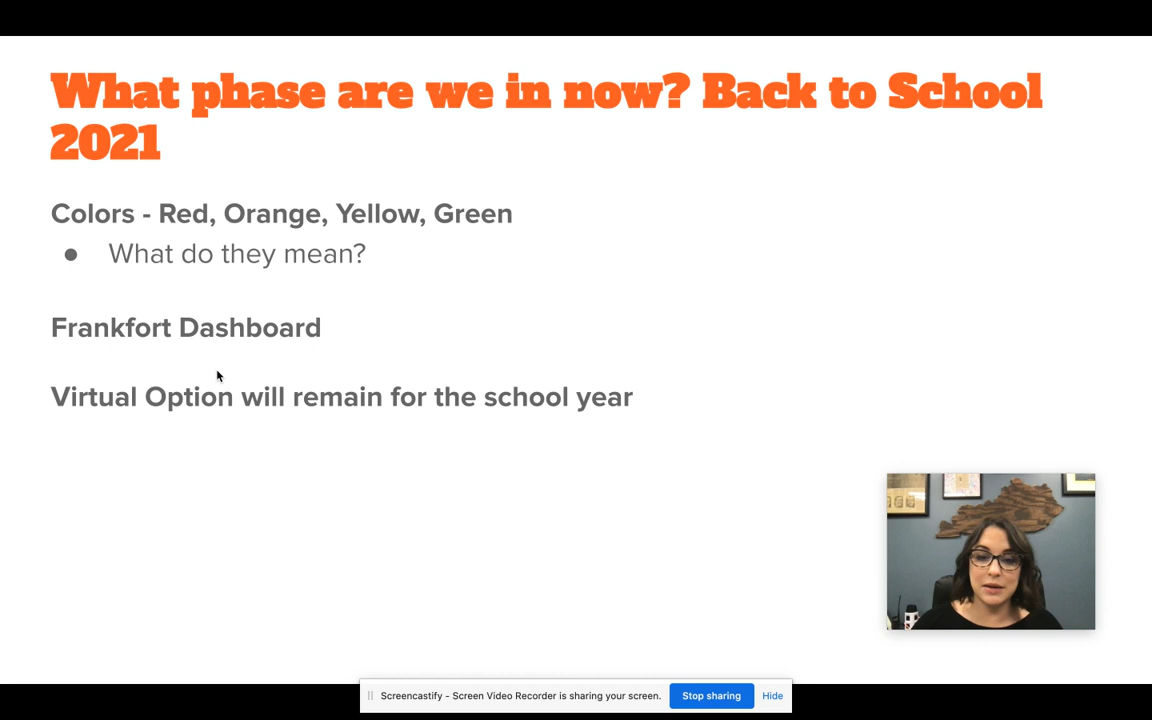 What phase are we in now? Back to School
2021
Colors - Red, Orange, Yellow, Green
● What do they mean?
Frankfort Dashboard
Virtual Option will remain for the school year
Screencastify - Screen Video Recorder is sharing your screen.
Stop sharing
Hide